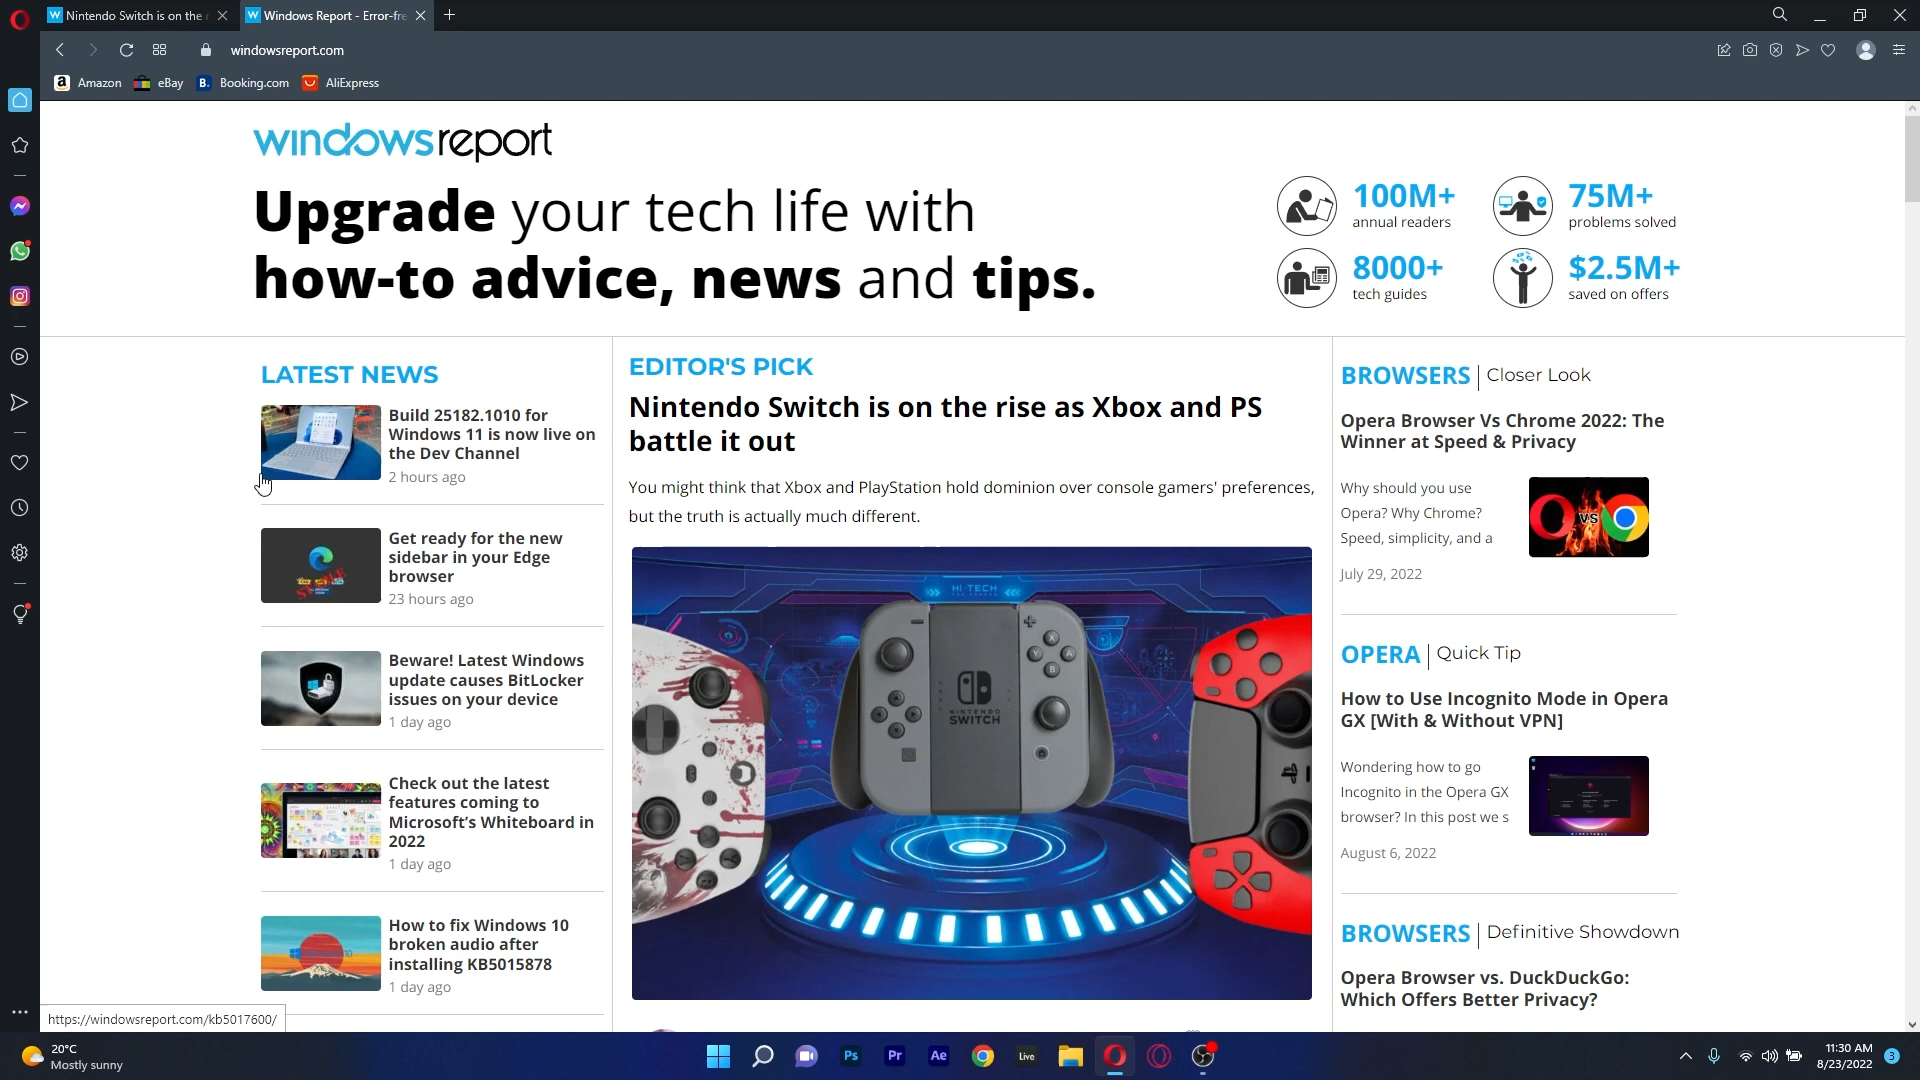 Nintendo Switch is on the
Windows Report - Error-fre
windowsreport.com
Amazon
eBay
B.
Booking.com
AliExpress
windowsreport
Upgrade your tech life with
how-to advice, news and tips.
100M+
annual readers
75M+
problems solved
8000+
tech guides
$2.5M+
saved on offers
LATEST NEWS
Build 25182.1010 for
Windows 11 is now live on
the Dev Channel
2 hours ago
Get ready for the new
sidebar in your Edge
browser
23 hours ago
Beware! Latest Windows
update causes BitLocker
issues on your device
1 day ago
Check out the latest
features coming to
Microsoft’s Whiteboard in
2022
1 day ago
How to fix Windows 10
broken audio after
installing KB5015878
1 day ago
EDITOR'S PICK
Nintendo Switch is on the rise as Xbox and PS
battle it out
You might think that Xbox and PlayStation hold dominion over console gamers' preferences,
but the truth is actually much different.
HI-TECH
X
Y
A
B
NINTENDO
SWITCH
BROWSERS | Closer Look
Opera Browser Vs Chrome 2022: The
Winner at Speed & Privacy
Why should you use
Opera? Why Chrome?
Speed, simplicity, and a
VS
July 29, 2022
OPERA | Quick Tip
How to Use Incognito Mode in Opera
GX [With & Without VPN]
Wondering how to go
Incognito in the Opera GX
browser? In this post we s
August 6, 2022
BROWSERS | Definitive Showdown
Opera Browser vs. DuckDuckGo:
Which Offers Better Privacy?
https://windowsreport.com/kb5017600/
20°C
Mostly sunny
Ps
Pr
Ae
Live
11:30 AM
8/23/2022
3